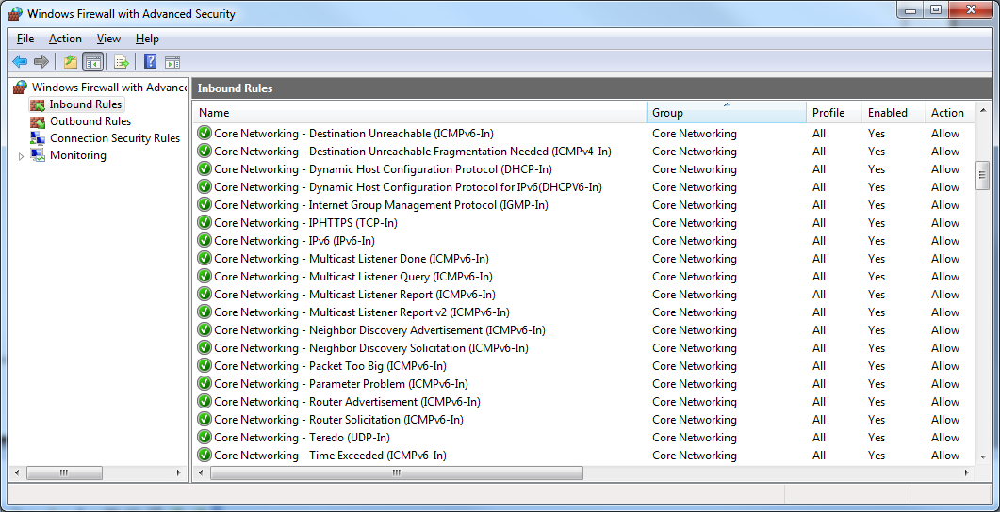 Windows Firewall with Advanced Security
File Action View Help
Windows Firewall with Advance
Inbound Rules
Outbound Rules
Connection Security Rules
Monitoring
Inbound Rules
Name Group Profile Enabled Action
Core Networking - Destination Unreachable (ICMPv6-In) Core Networking All Yes Allow
Core Networking - Destination Unreachable Fragmentation Needed (ICMPv4-In) Core Networking All Yes Allow
Core Networking - Dynamic Host Configuration Protocol (DHCP-In) Core Networking All Yes Allow
Core Networking - Dynamic Host Configuration Protocol for IPv6(DHCPV6-In) Core Networking All Yes Allow
Core Networking - Internet Group Management Protocol (IGMP-In) Core Networking All Yes Allow
Core Networking - IPHTTPS (TCP-In) Core Networking All Yes Allow
Core Networking - IPv6 (IPv6-In) Core Networking All Yes Allow
Core Networking - Multicast Listener Done (ICMPv6-In) Core Networking All Yes Allow
Core Networking - Multicast Listener Query (ICMPv6-In) Core Networking All Yes Allow
Core Networking - Multicast Listener Report (ICMPv6-In) Core Networking All Yes Allow
Core Networking - Multicast Listener Report v2 (ICMPv6-In) Core Networking All Yes Allow
Core Networking - Neighbor Discovery Advertisement (ICMPv6-In) Core Networking All Yes Allow
Core Networking - Neighbor Discovery Solicitation (ICMPv6-In) Core Networking All Yes Allow
Core Networking - Packet Too Big (ICMPv6-In) Core Networking All Yes Allow
Core Networking - Parameter Problem (ICMPv6-In) Core Networking All Yes Allow
Core Networking - Router Advertisement (ICMPv6-In) Core Networking All Yes Allow
Core Networking - Router Solicitation (ICMPv6-In) Core Networking All Yes Allow
Core Networking - Teredo (UDP-In) Core Networking All Yes Allow
Core Networking - Time Exceeded (ICMPv6-In) Core Networking All Yes Allow